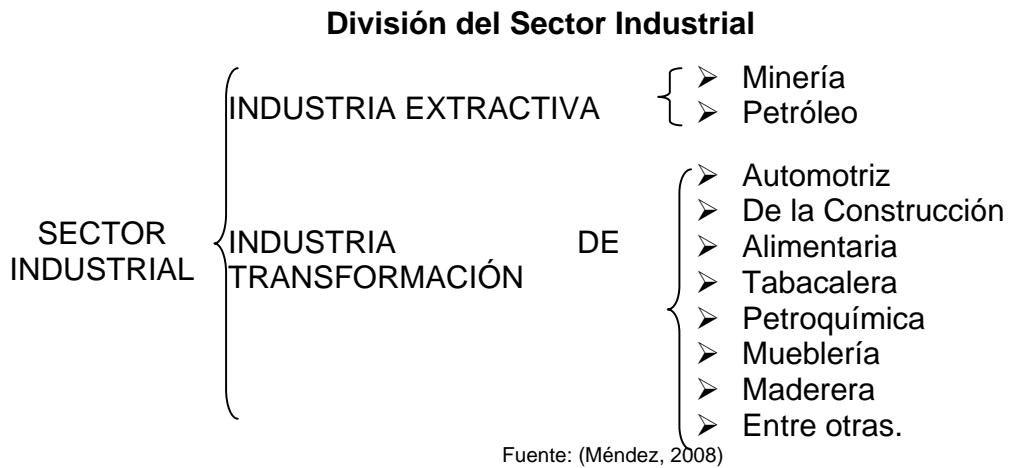 División del Sector Industrial
SECTOR
INDUSTRIAL
INDUSTRIA EXTRACTIVA
➢ Minería
➢ Petróleo
INDUSTRIA DE
TRANSFORMACIÓN
➢ Automotriz
➢ De la Construcción
➢ Alimentaria
➢ Tabacalera
➢ Petroquímica
➢ Mueblería
➢ Maderera
➢ Entre otras.
Fuente: (Méndez, 2008)